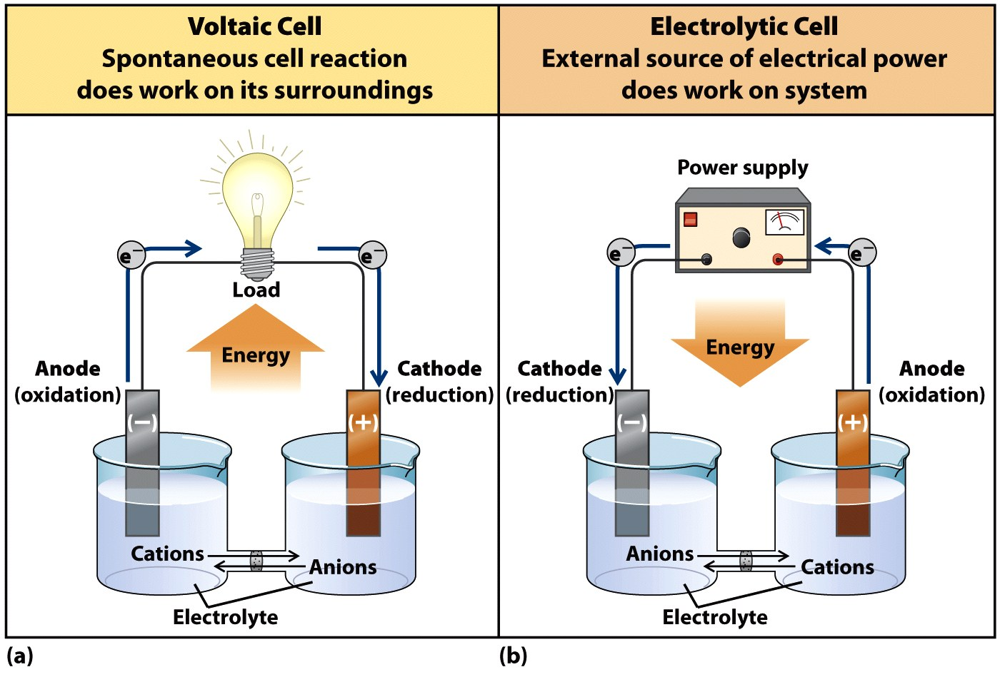 Voltaic Cell
Spontaneous cell reaction
does work on its surroundings
Electrolytic Cell
External source of electrical power
does work on system
e−
e−
Load
Energy
Anode
(oxidation)
Cathode
(reduction)
(−)
(+)
Cations
Anions
Electrolyte
(a)
Power supply
e−
e−
Energy
Cathode
(reduction)
Anode
(oxidation)
(−)
(+)
Anions
Cations
Electrolyte
(b)